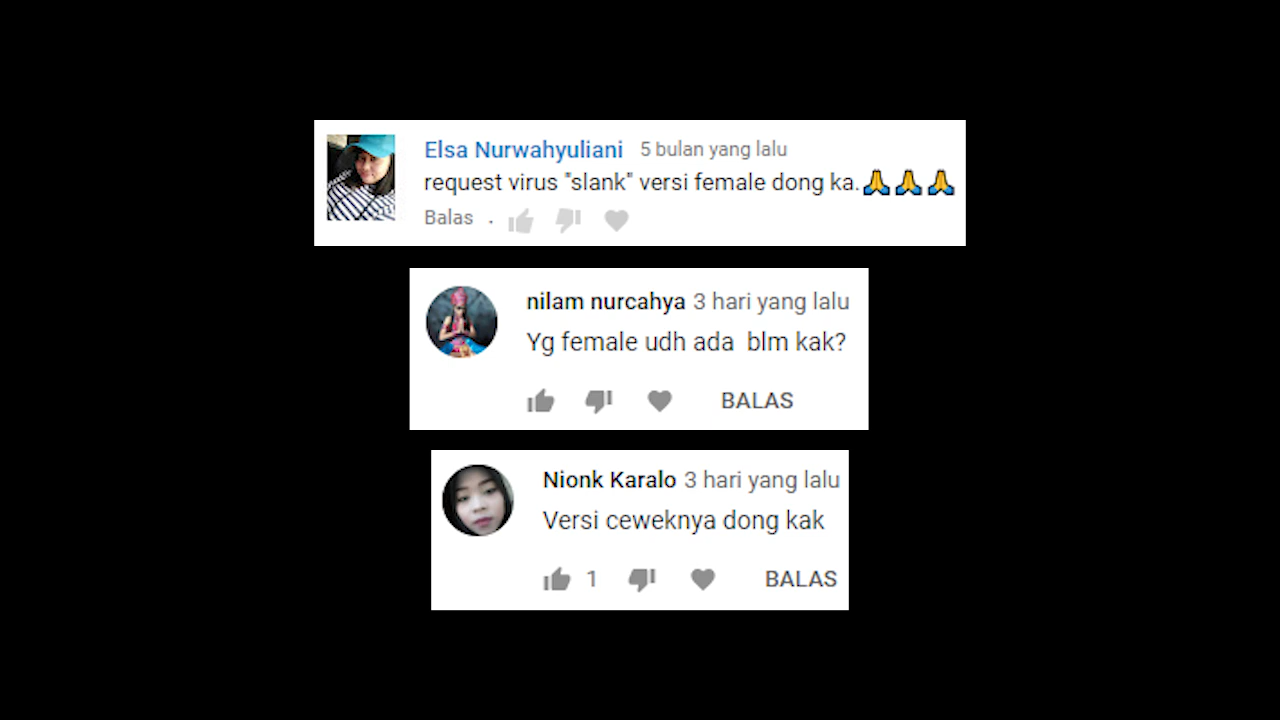 Elsa Nurwahyuliani 5 bulan yang lalu
request virus "slank" versi female dong ka.🙏🙏🙏
Balas .
nilam nurcahya 3 hari yang lalu
Yg female udh ada blm kak?
BALAS
Nionk Karalo 3 hari yang lalu
Versi ceweknya dong kak
1 BALAS